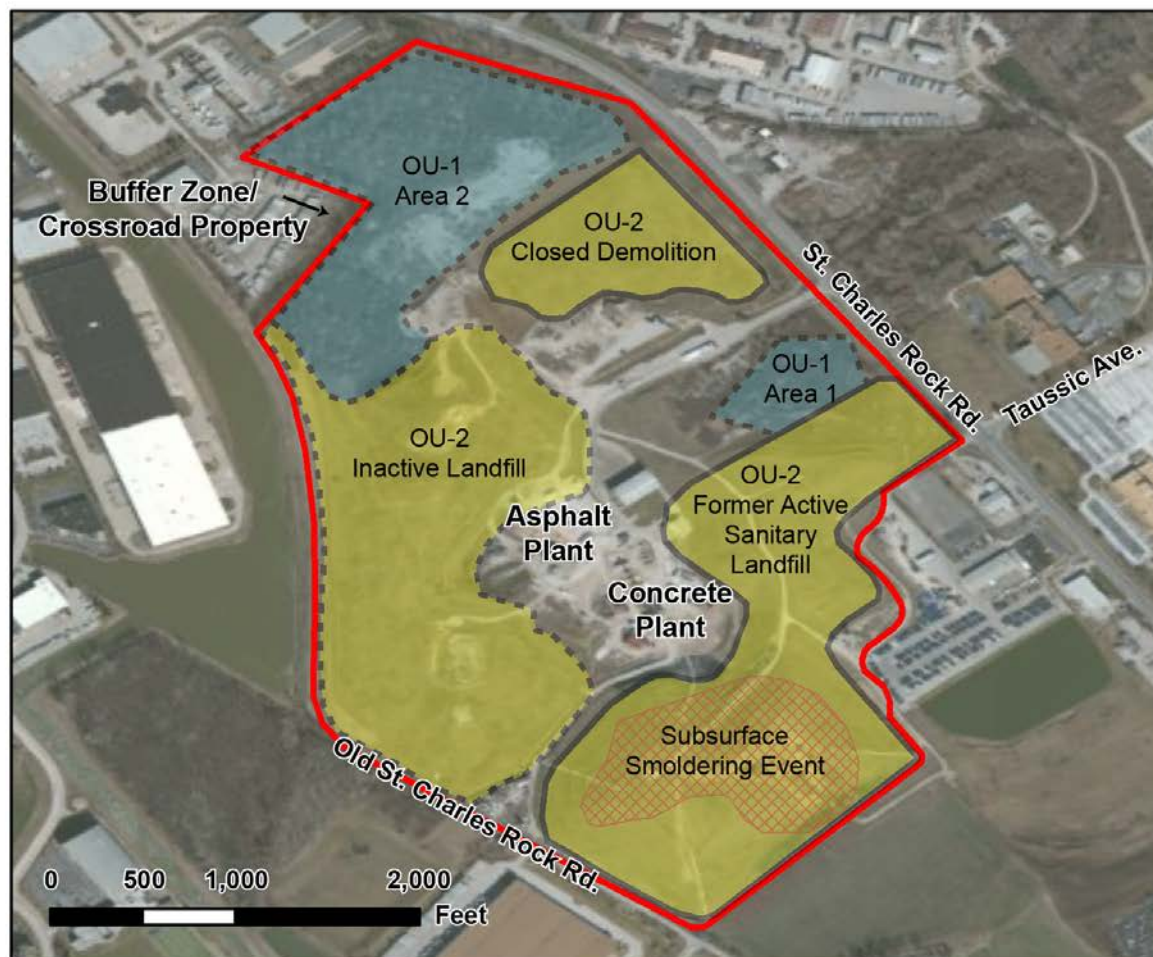 OU-1
Area 2
Buffer Zone/
Crossroad Property
OU-2
Closed Demolition
St. Charles Rock Rd.
Taussic Ave.
OU-1
Area 1
OU-2
Inactive Landfill
OU-2
Former Active
Sanitary
Landfill
Asphalt
Plant
Concrete
Plant
Subsurface
Smoldering Event
Old St. Charles Rock Rd.
0 500 1,000 2,000
Feet